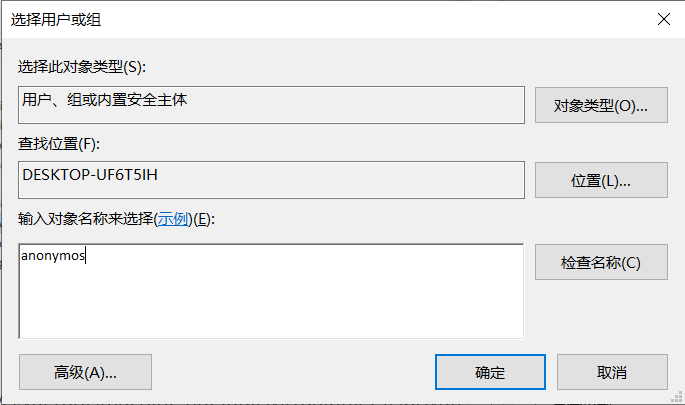 选择用户或组
选择此对象类型(S):
用户、组或内置安全主体
对象类型(O)...
查找位置(F):
DESKTOP-UF6T5IH
位置(L)...
输入对象名称来选择(示例)(E):
anonymos
检查名称(C)
高级(A)...
确定
取消